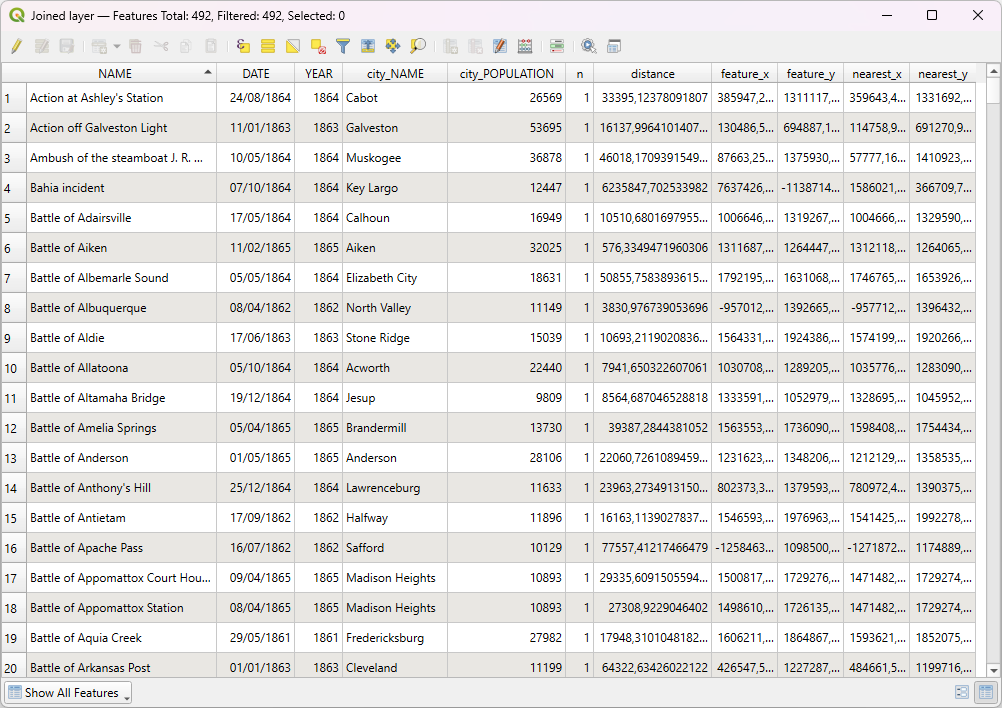 Joined layer — Features Total: 492, Filtered: 492, Selected: 0
NAME DATE YEAR city_NAME city_POPULATION n distance feature_x feature_y nearest_x nearest_y
1 Action at Ashley's Station 24/08/1864 1864 Cabot 26569 1 33395,12378091807 385947,2... 1311117,... 359643,4... 1331692,...
2 Action off Galveston Light 11/01/1863 1863 Galveston 53695 1 16137,9964101407... 130486,5... 694887,1... 114758,9... 691270,9...
3 Ambush of the steamboat J. R. ... 10/05/1864 1864 Muskogee 36878 1 46018,1709391549... 87663,25... 1375930,... 57777,16... 1410923,...
4 Bahia incident 07/10/1864 1864 Key Largo 12447 1 6235847,702533982 7637426,... -1138714... 1586021,... 366709,7...
5 Battle of Adairsville 17/05/1864 1864 Calhoun 16949 1 10510,6801697955... 1006646,... 1319267,... 1004666,... 1329590,...
6 Battle of Aiken 11/02/1865 1865 Aiken 32025 1 576,3349471960306 1311687,... 1264447,... 1312118,... 1264065,...
7 Battle of Albemarle Sound 05/05/1864 1864 Elizabeth City 18631 1 50855,7583893615... 1792195,... 1631068,... 1746765,... 1653926,...
8 Battle of Albuquerque 08/04/1862 1862 North Valley 11149 1 3830,976739053696 -957012,... 1392665,... -957712,... 1396432,...
9 Battle of Aldie 17/06/1863 1863 Stone Ridge 15039 1 10693,2119020836... 1564331,... 1924386,... 1574199,... 1920266,...
10 Battle of Allatoona 05/10/1864 1864 Acworth 22440 1 7941,650322607061 1030708,... 1289205,... 1035776,... 1283090,...
11 Battle of Altamaha Bridge 19/12/1864 1864 Jesup 9809 1 8564,687046528818 1333591,... 1052979,... 1328695,... 1045952,...
12 Battle of Amelia Springs 05/04/1865 1865 Brandermill 13730 1 39387,2844381052 1563553,... 1736090,... 1598408,... 1754434,...
13 Battle of Anderson 01/05/1865 1865 Anderson 28106 1 22060,7261089459... 1231623,... 1348206,... 1212129,... 1358535,...
14 Battle of Anthony's Hill 25/12/1864 1864 Lawrenceburg 11633 1 23963,2734913150... 802373,3... 1379593,... 780972,4... 1390375,...
15 Battle of Antietam 17/09/1862 1862 Halfway 11896 1 16163,1139027837... 1546593,... 1976963,... 1541425,... 1992278,...
16 Battle of Apache Pass 16/07/1862 1862 Safford 10129 1 77557,41217466479 -1258463... 1098500,... -1271872... 1174889,...
17 Battle of Appomattox Court Hou... 09/04/1865 1865 Madison Heights 10893 1 29335,6091505594... 1500817,... 1729276,... 1471482,... 1729274,...
18 Battle of Appomattox Station 08/04/1865 1865 Madison Heights 10893 1 27308,9229046402 1498610,... 1726135,... 1471482,... 1729274,...
19 Battle of Aquia Creek 29/05/1861 1861 Fredericksburg 27982 1 17948,3101048182... 1606211,... 1864867,... 1593621,... 1852075,...
20 Battle of Arkansas Post 01/01/1863 1863 Cleveland 11199 1 64322,63426022122 426547,5... 1227287,... 484661,5... 1199716,...
Show All Features